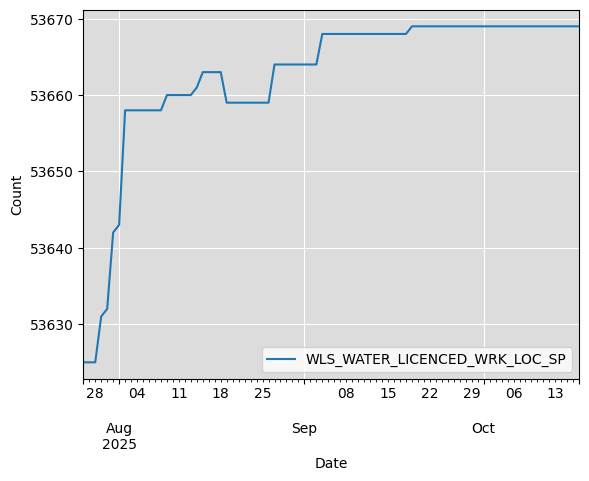 53670
53660
53650
53640
53630
Count
WLS_WATER_LICENCED_WRK_LOC_SP
28 04 11 18 25 08 15 22 29 06 13
Aug Sep Oct
2025
Date